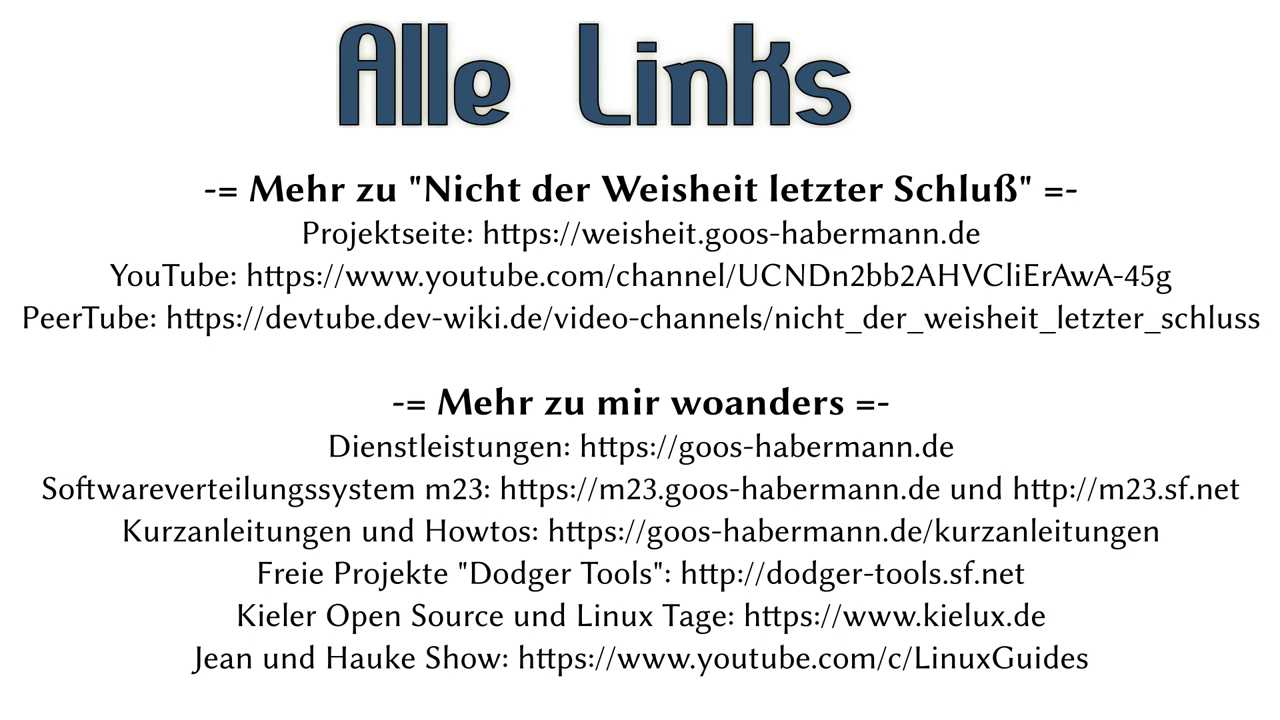 Alle Links
-= Mehr zu "Nicht der Weisheit letzter Schluß" =-
Projektseite: https://weisheit.goos-habermann.de
YouTube: https://www.youtube.com/channel/UCNDn2bb2AHVCliErAwA-45g
PeerTube: https://devtube.dev-wiki.de/video-channels/nicht_der_weisheit_letzter_schluss
-= Mehr zu mir woanders =-
Dienstleistungen: https://goos-habermann.de
Softwareverteilungssystem m23: https://m23.goos-habermann.de und http://m23.sf.net
Kurzanleitungen und Howtos: https://goos-habermann.de/kurzanleitungen
Freie Projekte "Dodger Tools": http://dodger-tools.sf.net
Kieler Open Source und Linux Tage: https://www.kielux.de
Jean und Hauke Show: https://www.youtube.com/c/LinuxGuides